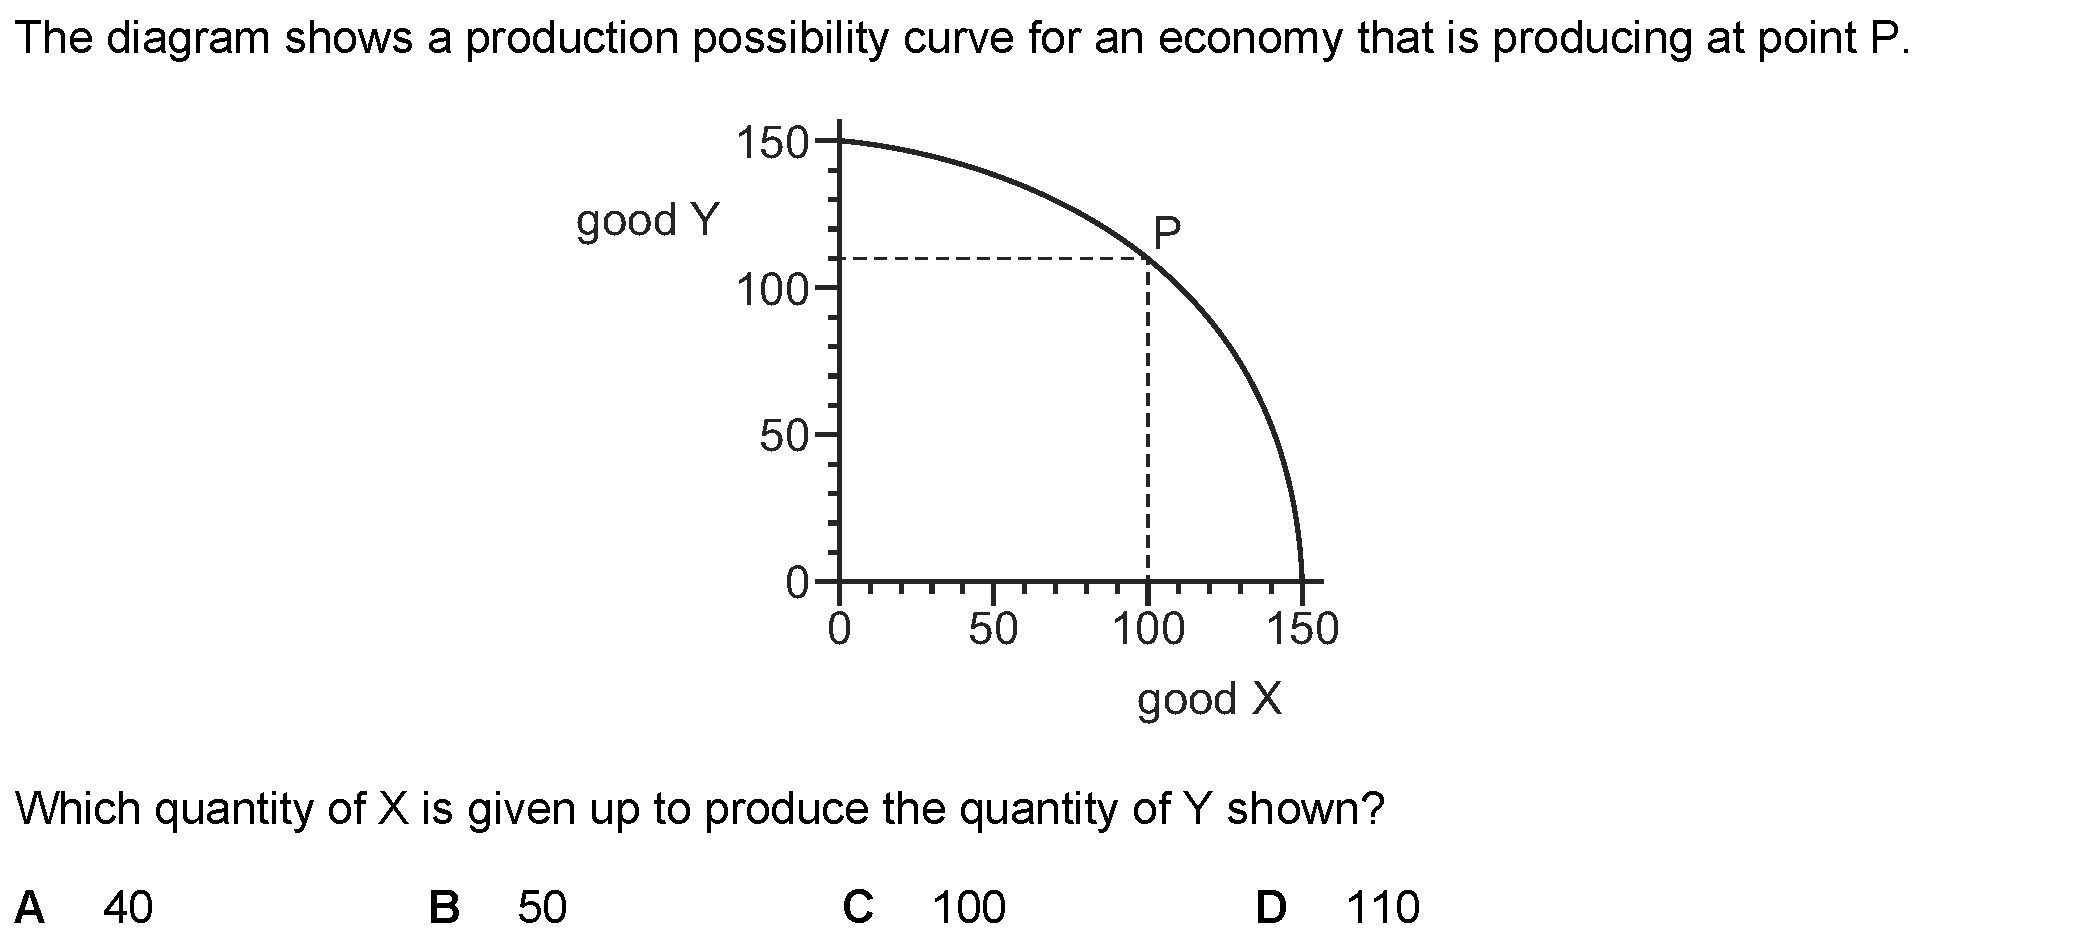 The diagram shows a production possibility curve for an economy that is producing at point P.
150
good Y
P
100
50
0
0 50 100 150
good X
Which quantity of X is given up to produce the quantity of Y shown?
A 40 B 50 C 100 D 110